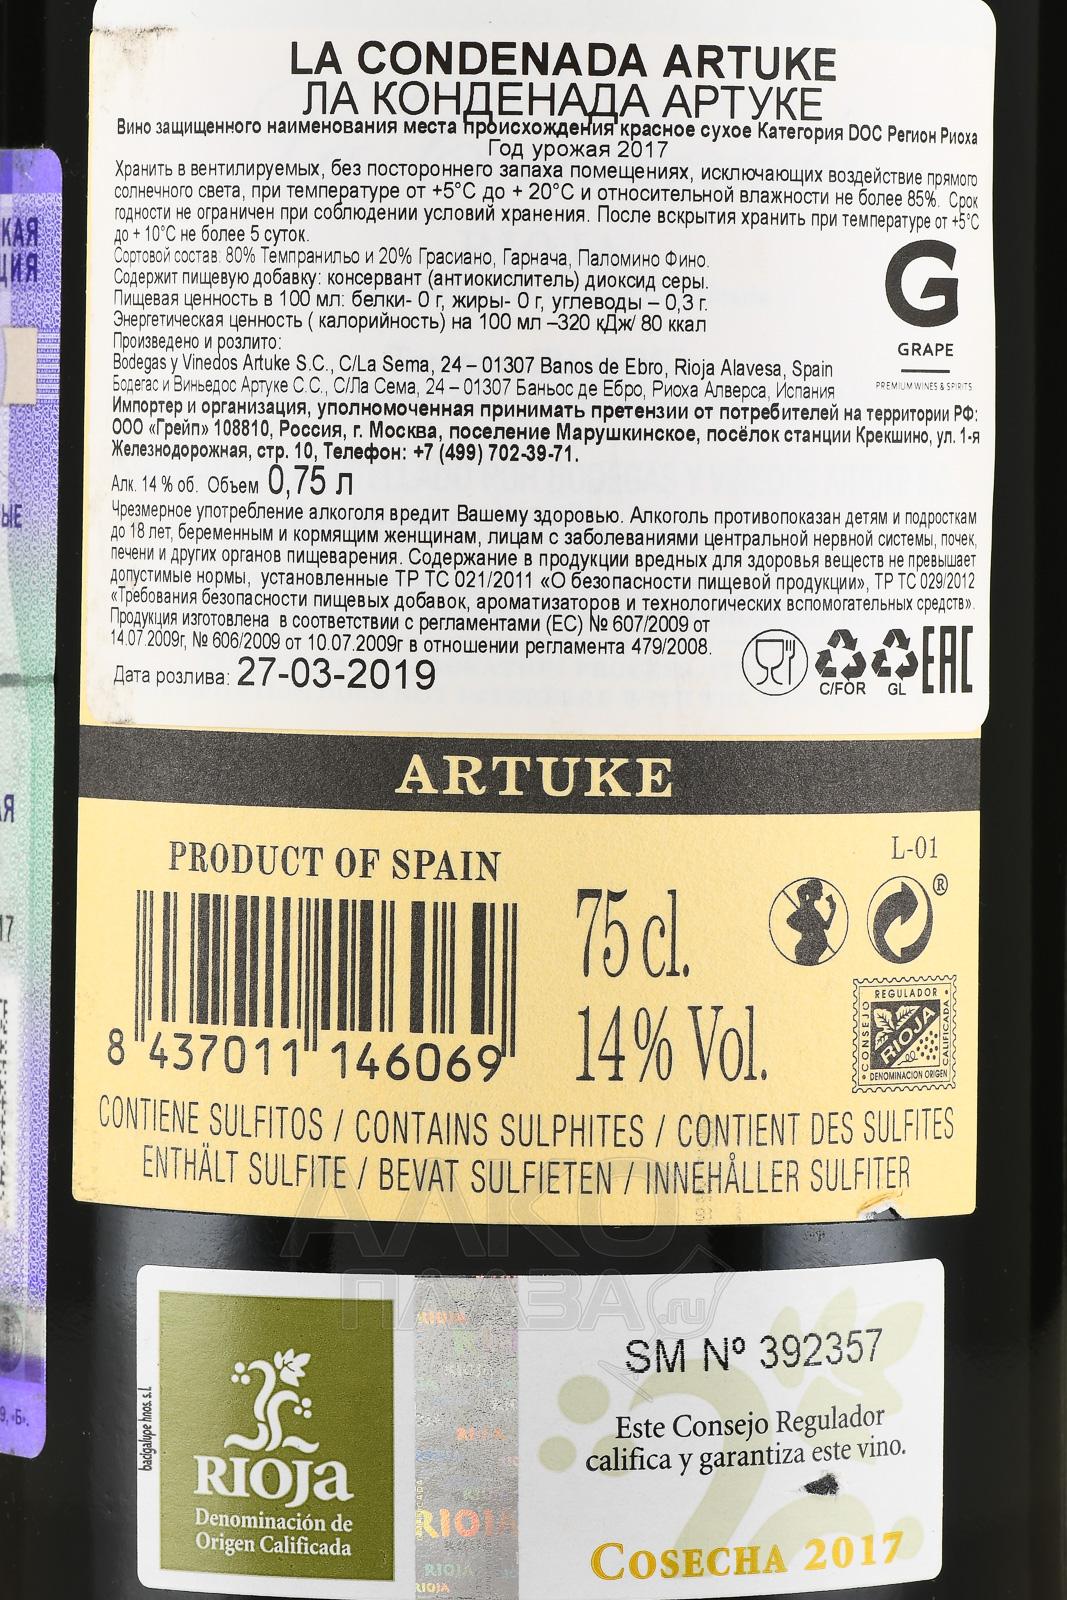 LA CONDENADA ARTUKE
ЛА КОНДЕНАДА АРТУКЕ
Вино защищенного наименования места происхождения красное сухое Категория DOC Регион Риоха
Год урожая 2017
Хранить в вентилируемых, без постороннего запаха помещениях, исключающих воздействие прямого
солнечного света, при температуре от +5°C до + 20°C и относительной влажности не более 85%. Срок
годности не ограничен при соблюдении условий хранения. После вскрытия хранить при температуре от +5°C
до + 10°C не более 5 суток.
Сортовой состав: 80% Темпранильо и 20% Грасиано, Гарнача, Паломино Фино.
Содержит пищевую добавку: консервант (антиокислитель) диоксид серы.
Пищевая ценность в 100 мл: белки- 0 г, жиры- 0 г, углеводы – 0,3 г.
Энергетическая ценность ( калорийность) на 100 мл –320 кДж/ 80 ккал
Произведено и розлито:
Bodegas y Vinedos Artuke S.C., C/La Sema, 24 – 01307 Banos de Ebro, Rioja Alavesa, Spain
Бодегас и Виньедос Артуке С.С., С/Ла Сема, 24 – 01307 Баньос де Ебро, Риоха Алверса, Испания
G
GRAPE
PREMIUM WINES & SPIRITS
Импортер и организация, уполномоченная принимать претензии от потребителей на территории РФ:
ООО «Грейп» 108810, Россия, г. Москва, поселение Марушкинское, посёлок станции Крекшино, ул. 1-я
Железнодорожная, стр. 10, Телефон: +7 (499) 702-39-71.
Алк. 14 % об. Объем 0,75 л
Чрезмерное употребление алкоголя вредит Вашему здоровью. Алкоголь противопоказан детям и подросткам
до 18 лет, беременным и кормящим женщинам, лицам с заболеваниями центральной нервной системы, почек,
печени и других органов пищеварения. Содержание в продукции вредных для здоровья веществ не превышает
допустимые нормы, установленные ТР ТС 021/2011 «О безопасности пищевой продукции», ТР ТС 029/2012
«Требования безопасности пищевых добавок, ароматизаторов и технологических вспомогательных средств».
Продукция изготовлена в соответствии с регламентами (ЕС) № 607/2009 от
14.07.2009г, № 606/2009 от 10.07.2009г в отношении регламента 479/2008.
Дата розлива: 27-03-2019
C/FOR GL EAC
ARTUKE
PRODUCT OF SPAIN
L-01
75 cl.
14% Vol.
8 437011 146069
®
REGULADOR
CONSEJO
RIOJA
CALIFICADA
DENOMINACION ORIGEN
CONTIENE SULFITOS / CONTAINS SULPHITES / CONTIENT DES SULFITES
ENTHÄLT SULFITE / BEVAT SULFIETEN / INNEHÅLLER SULFITER
АЛКО
ПЛАЗА
.ru
badgalupe hnos. s.l.
RIOJA
Denominación de
Origen Calificada
RIOJA
RIOJA
RIOJA
SM Nº 392357
Este Consejo Regulador
califica y garantiza este vino.
COSECHA 2017